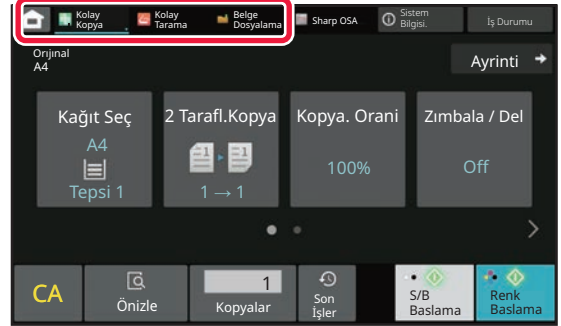 Kolay Kopya
Kolay Tarama
Belge Dosyalama
Sharp OSA
Sistem Bilgisi.
İş Durumu
Orijinal
A4
Ayrinti
Kağıt Seç
A4
Tepsi 1
2 Tarafl.Kopya
1 → 1
Kopya. Orani
100%
Zımbala / Del
Off
CA
Önizle
1
Kopyalar
Son İşler
S/B Baslama
Renk Baslama